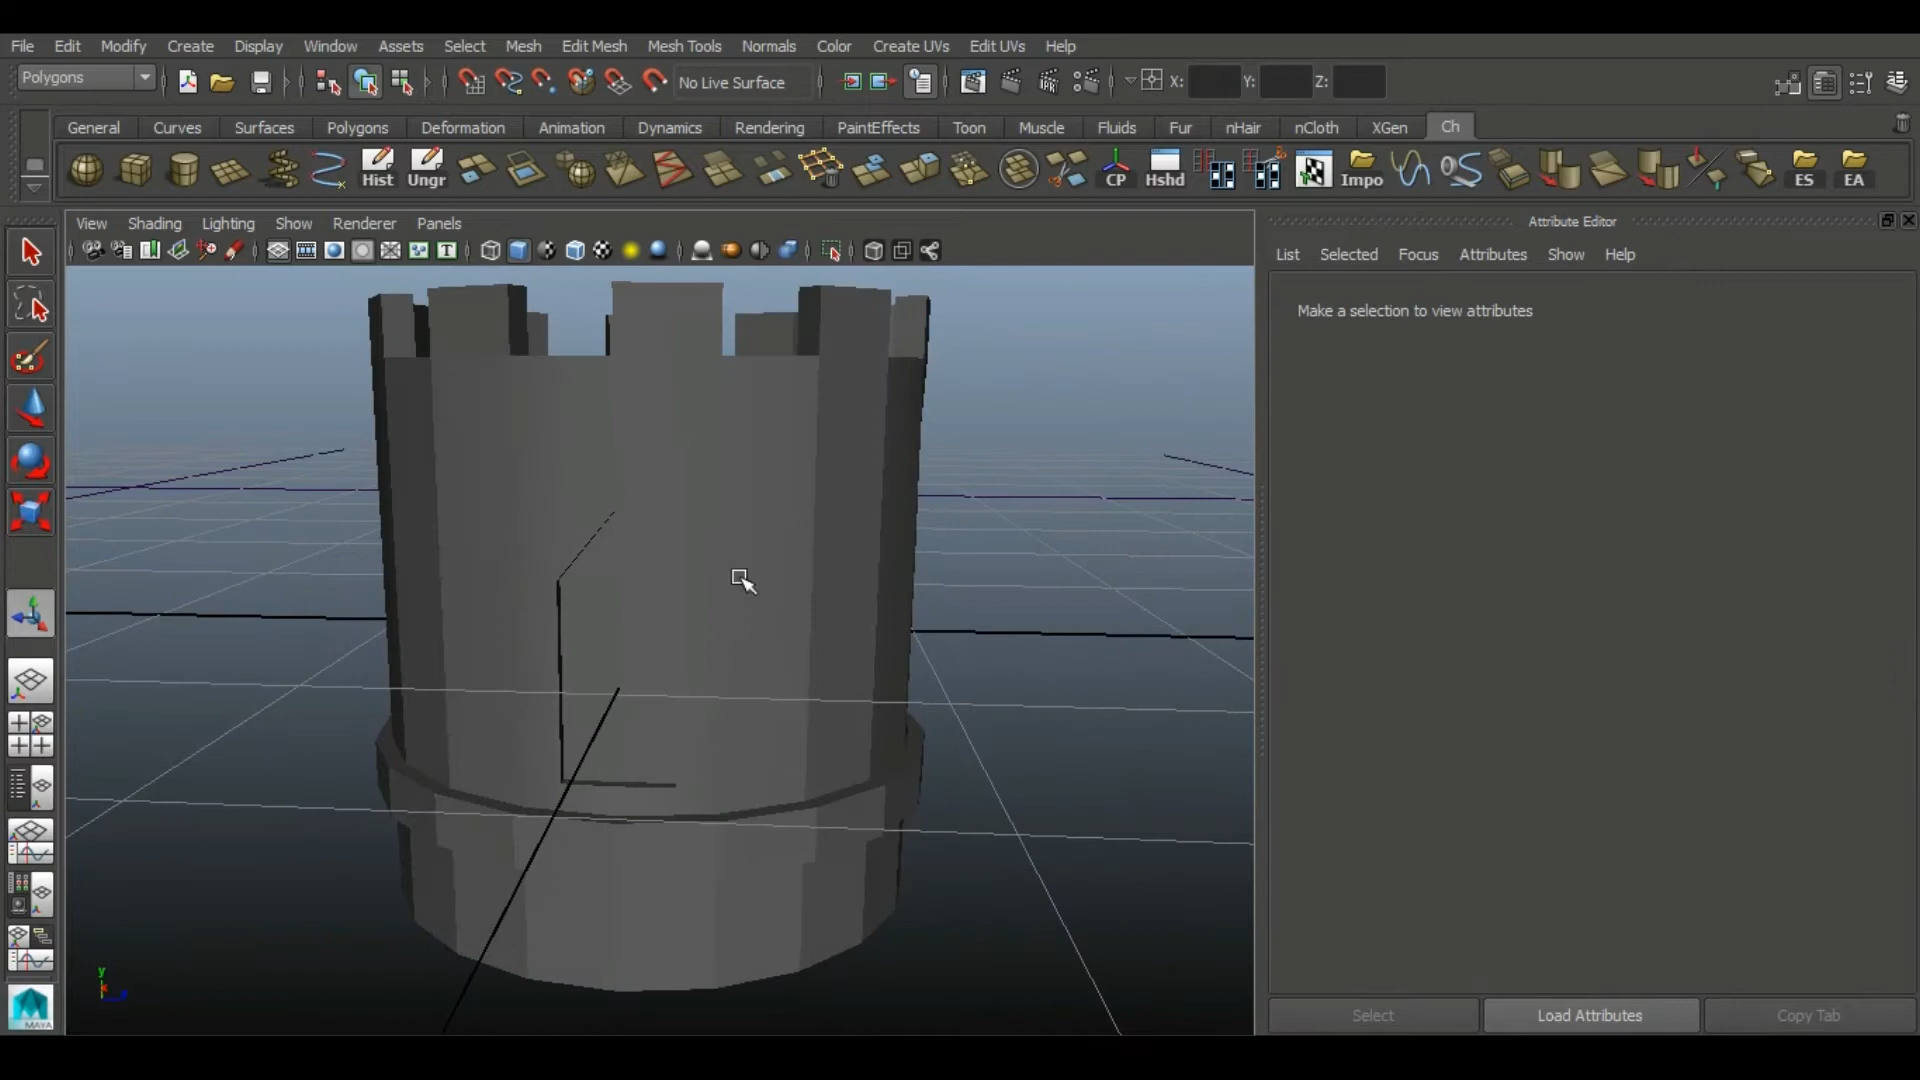 File Edit Modify Create Display Window Assets Select Mesh Edit Mesh Mesh Tools Normals Color Create UVs Edit UVs Help
Polygons No Live Surface X: Y: Z:
General Curves Surfaces Polygons Deformation Animation Dynamics Rendering PaintEffects Toon Muscle Fluids Fur nHair nCloth XGen Ch
Hist Ungr CP Hshd Impo ES EA
View Shading Lighting Show Renderer Panels
Attribute Editor
List Selected Focus Attributes Show Help
Make a selection to view attributes
y
MAYA
Select Load Attributes Copy Tab